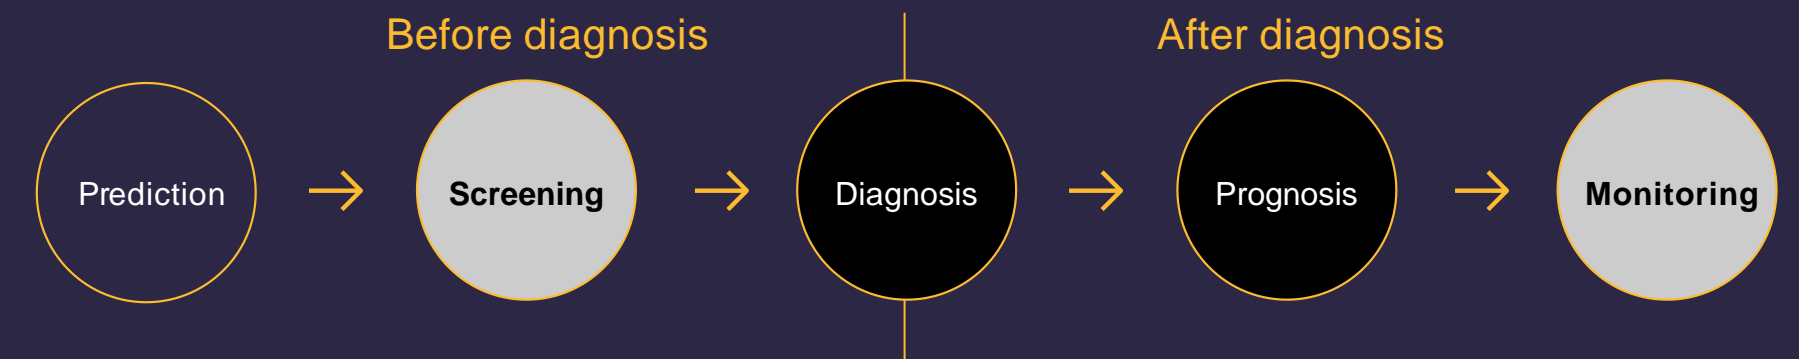 Before diagnosis
After diagnosis
Prediction
Screening
Diagnosis
Prognosis
Monitoring